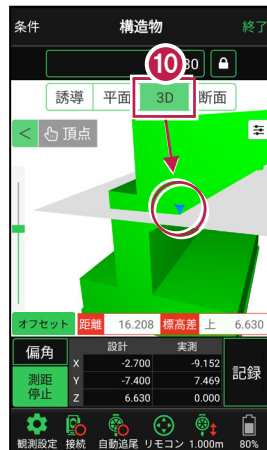 条件 構造物 終了
10 30
誘導 平面 3D 断面
< 頂点
オフセット 距離 16.208 標高差 上 6.630
偏角 設計 実測
X -2.700 -9.152
測距停止 Y -7.400 7.469 記録
Z 6.630 0.000
観測設定 接続 自動追尾 リモコン 1.000m 80%